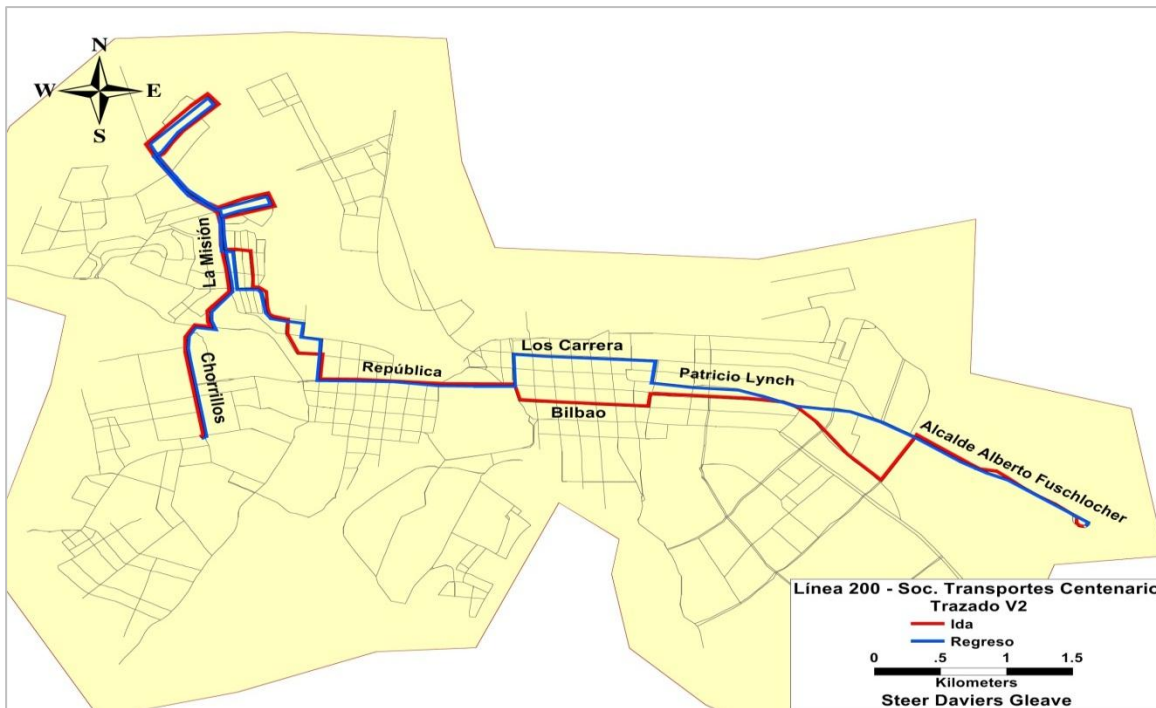 N
W E
S
La Misión
Chorrillos
República
Los Carrera
Bilbao
Patricio Lynch
Alcalde Alberto Fuschlocher
Línea 200 - Soc. Transportes Centenario
Trazado V2
Ida
Regreso
0 .5 1 1.5
Kilometers
Steer Daviers Gleave